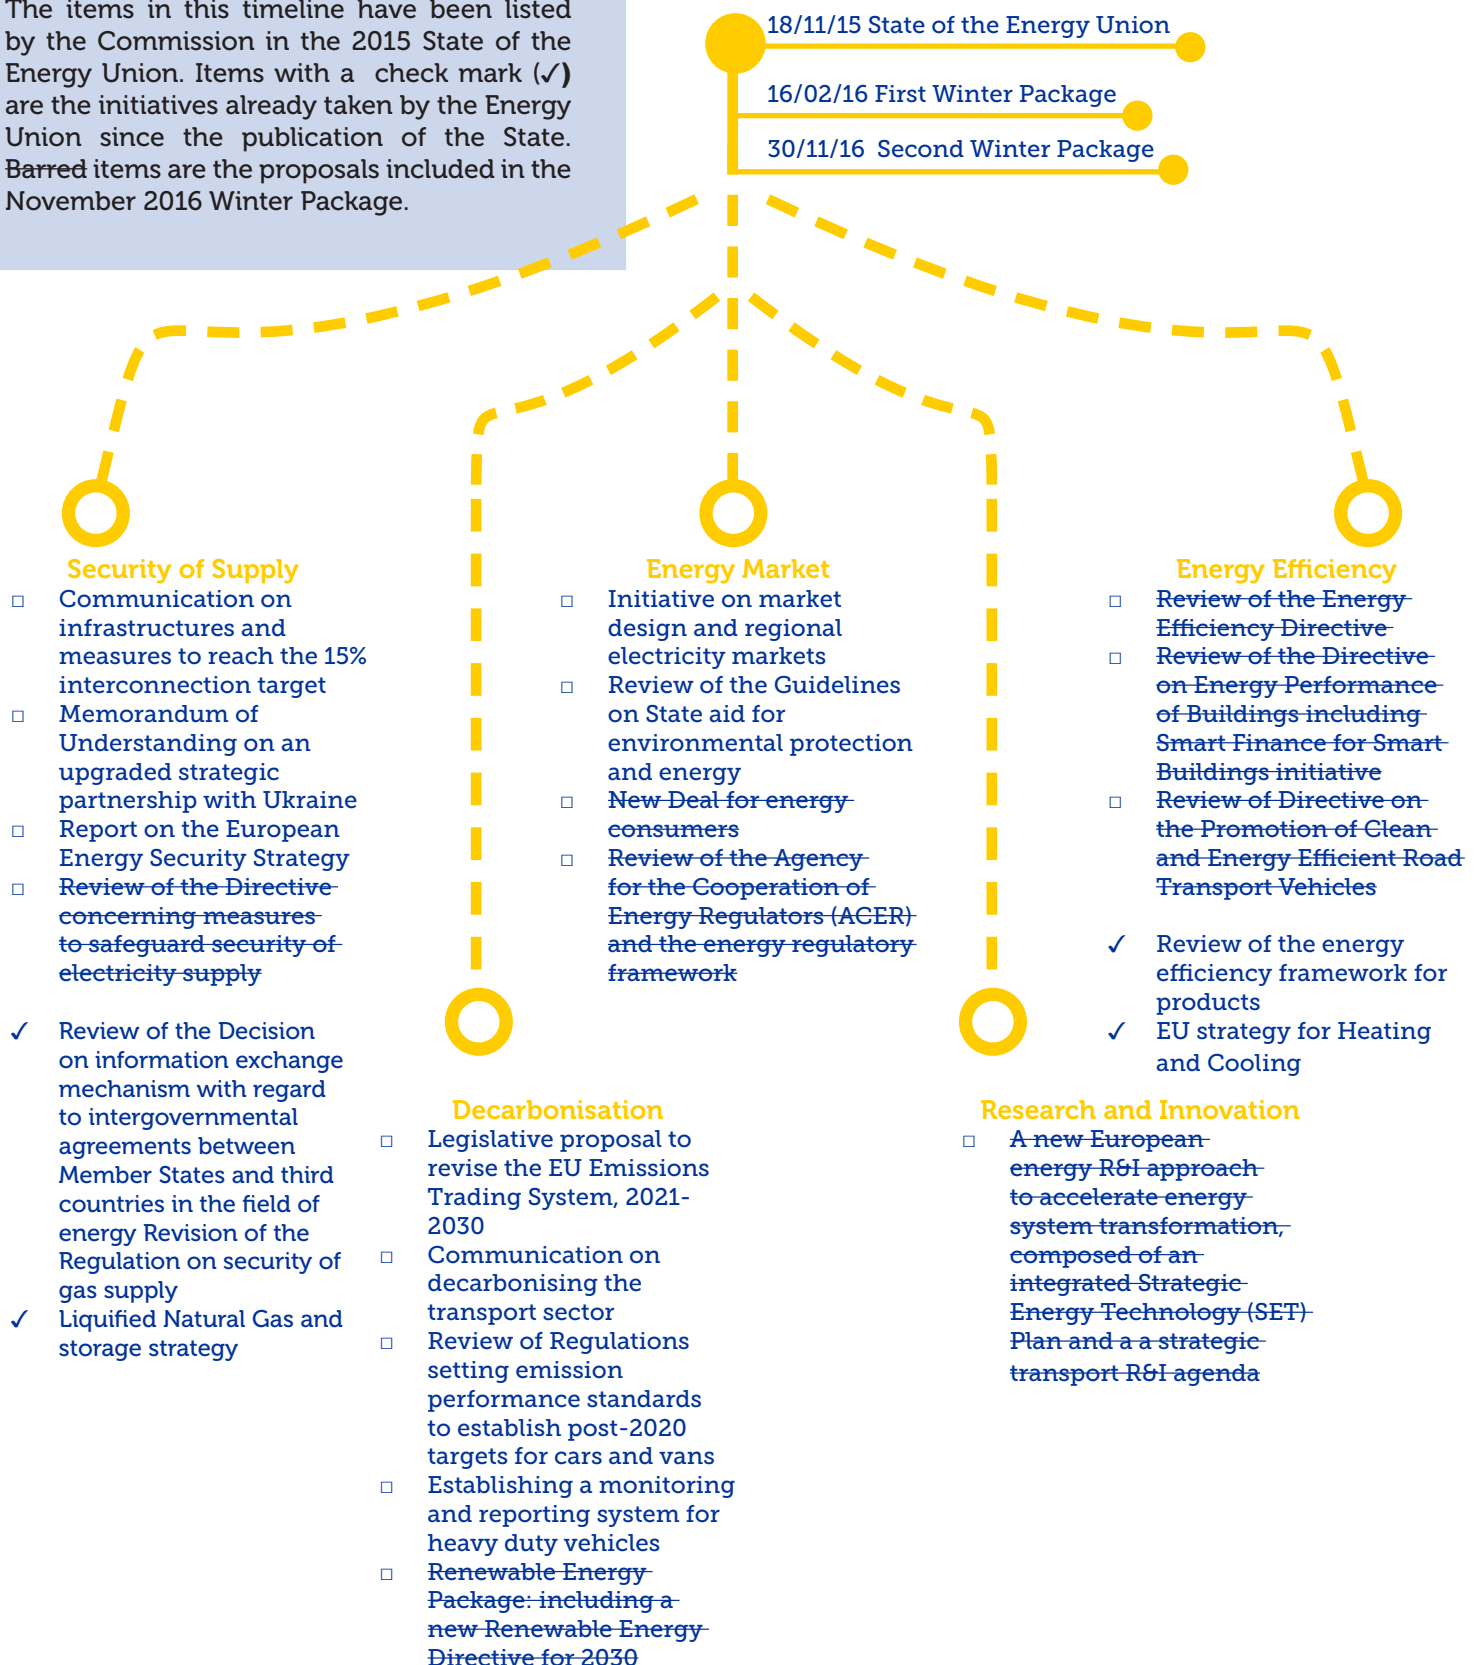 The items in this timeline have been listed
by the Commission in the 2015 State of the
Energy Union. Items with a check mark (✓)
are the initiatives already taken by the Energy
Union since the publication of the State.
Barred items are the proposals included in the
November 2016 Winter Package.
18/11/15 State of the Energy Union
16/02/16 First Winter Package
30/11/16 Second Winter Package
Security of Supply
□ Communication on
infrastructures and
measures to reach the 15%
interconnection target
□ Memorandum of
Understanding on an
upgraded strategic
partnership with Ukraine
□ Report on the European
Energy Security Strategy
□ Review of the Directive
concerning measures
to safeguard security of
electricity supply
✓ Review of the Decision
on information exchange
mechanism with regard
to intergovernmental
agreements between
Member States and third
countries in the field of
energy Revision of the
Regulation on security of
gas supply
✓ Liquified Natural Gas and
storage strategy
Decarbonisation
□ Legislative proposal to
revise the EU Emissions
Trading System, 2021-
2030
□ Communication on
decarbonising the
transport sector
□ Review of Regulations
setting emission
performance standards
to establish post-2020
targets for cars and vans
□ Establishing a monitoring
and reporting system for
heavy duty vehicles
□ Renewable Energy
Package: including a
new Renewable Energy
Directive for 2030
Energy Market
□ Initiative on market
design and regional
electricity markets
□ Review of the Guidelines
on State aid for
environmental protection
and energy
□ New Deal for energy
consumers
□ Review of the Agency
for the Cooperation of
Energy Regulators (ACER)
and the energy regulatory
framework
Research and Innovation
□ A new European
energy R&I approach
to accelerate energy
system transformation,
composed of an
integrated Strategic
Energy Technology (SET)
Plan and a a strategic
transport R&I agenda
Energy Efficiency
□ Review of the Energy
Efficiency Directive
□ Review of the Directive
on Energy Performance
of Buildings including
Smart Finance for Smart
Buildings initiative
□ Review of Directive on
the Promotion of Clean
and Energy Efficient Road
Transport Vehicles
✓ Review of the energy
efficiency framework for
products
✓ EU strategy for Heating
and Cooling